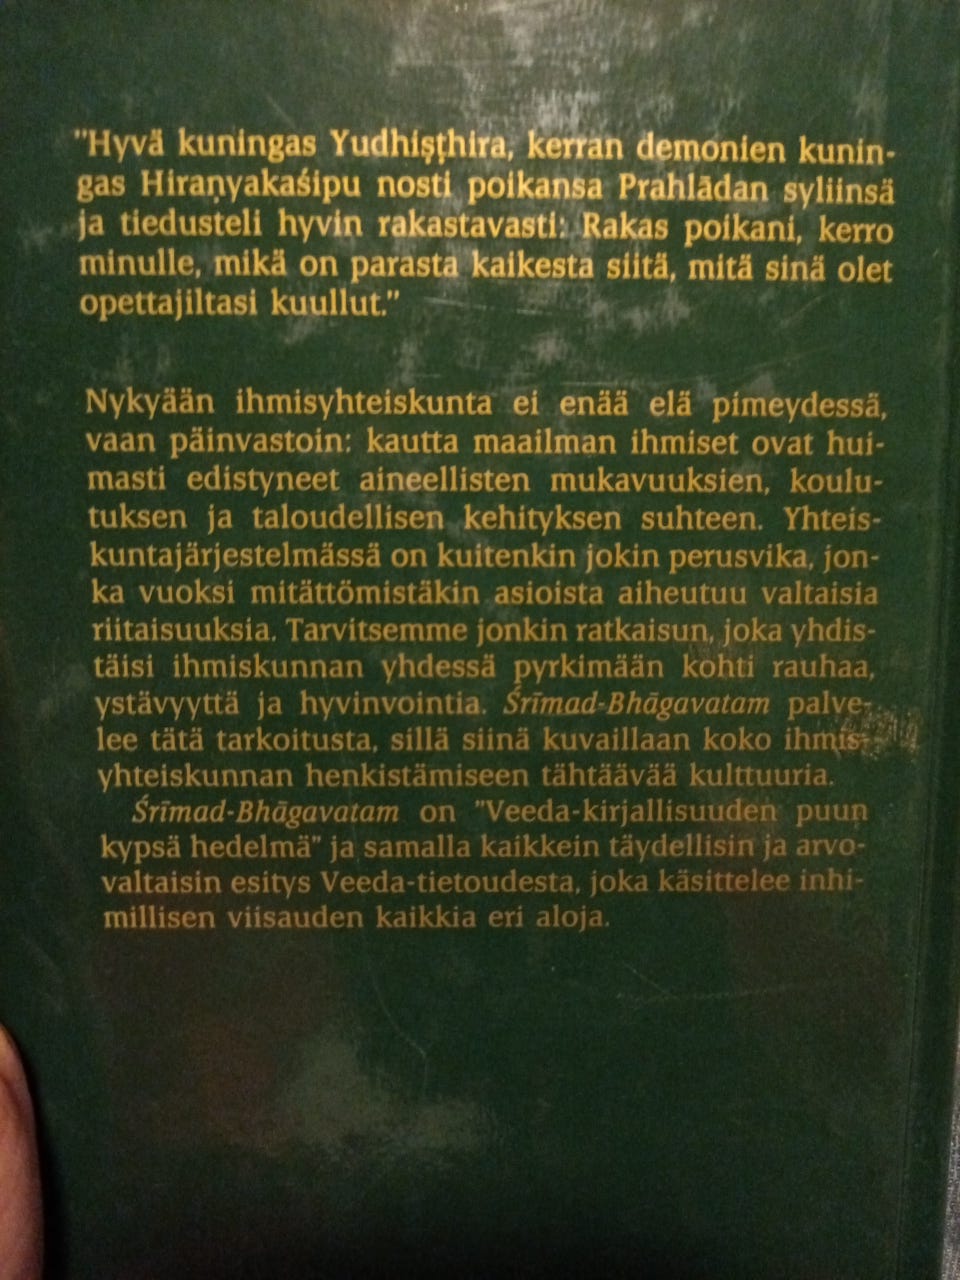 "Hyvä kuningas Yudhiṣṭhira, kerran demonien kunin-
gas Hiraṇyakaśipu nosti poikansa Prahlādan syliinsä
ja tiedusteli hyvin rakastavasti: Rakas poikani, kerro
minulle, mikä on parasta kaikesta siitä, mitä sinä olet
opettajiltasi kuullut."
Nykyään ihmisyhteiskunta ei enää elä pimeydessä,
vaan päinvastoin: kautta maailman ihmiset ovat hui-
masti edistyneet aineellisten mukavuuksien, koulu-
tuksen ja taloudellisen kehityksen suhteen. Yhteis-
kuntajärjestelmässä on kuitenkin jokin perusvika, jon-
ka vuoksi mitättömistäkin asioista aiheutuu valtaisia
riitaisuuksia. Tarvitsemme jonkin ratkaisun, joka yhdis-
täisi ihmiskunnan yhdessä pyrkimään kohti rauhaa,
ystävyyttä ja hyvinvointia. Śrīmad-Bhāgavatam palve-
lee tätä tarkoitusta, sillä siinä kuvaillaan koko ihmis-
yhteiskunnan henkistämiseen tähtäävää kulttuuria.
Śrīmad-Bhāgavatam on "Veeda-kirjallisuuden puun
kypsä hedelmä" ja samalla kaikkein täydellisin ja arvo-
valtaisin esitys Veeda-tietoudesta, joka käsittelee inhi-
millisen viisauden kaikkia eri aloja.